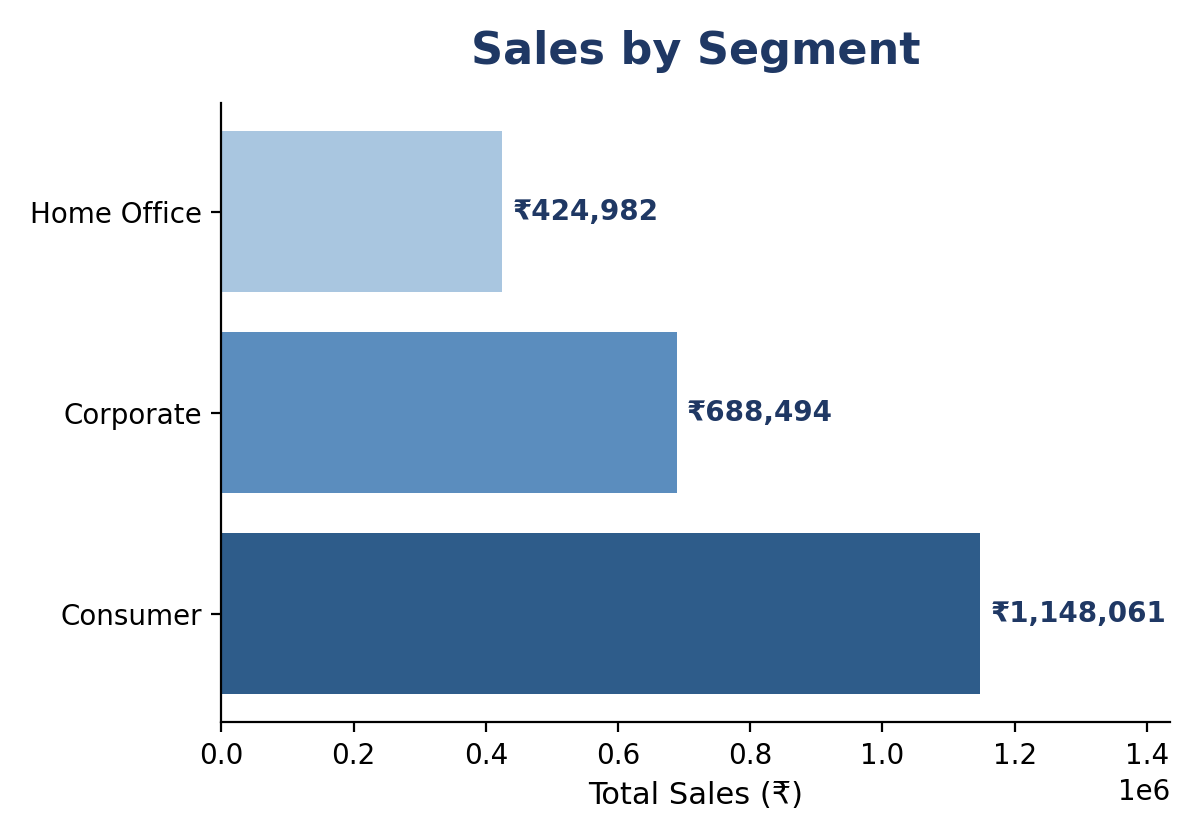 Sales by Segment
Home Office
₹424,982
Corporate
₹688,494
Consumer
₹1,148,061
0.0 0.2 0.4 0.6 0.8 1.0 1.2 1.4
1e6
Total Sales (₹)